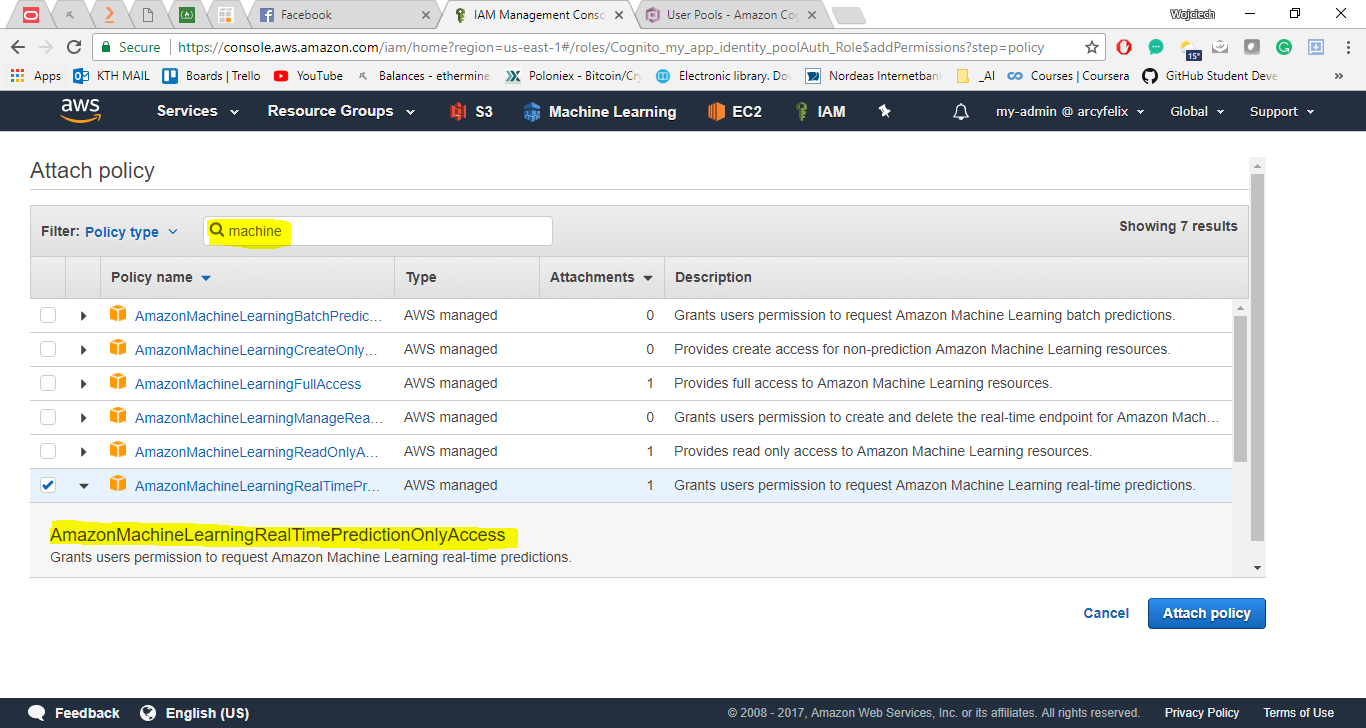 Facebook
IAM Management Conso
User Pools - Amazon Cog
Wojciech
Secure
https://console.aws.amazon.com/iam/home?region=us-east-1#/roles/Cognito_my_app_identity_poolAuth_Role$addPermissions?step=policy
15°
Apps
KTH MAIL
Boards | Trello
YouTube
Balances - ethermine.
Poloniex - Bitcoin/Cry
Electronic library. Do
Nordeas Internetbank
_AI
Courses | Coursera
GitHub Student Deve
»
aws
Services
Resource Groups
S3
Machine Learning
EC2
IAM
my-admin @ arcyfelix
Global
Support
Attach policy
Filter: Policy type
machine
Showing 7 results
Policy name
Type
Attachments
Description
AmazonMachineLearningBatchPredic… AWS managed 0 Grants users permission to request Amazon Machine Learning batch predictions.
AmazonMachineLearningCreateOnly… AWS managed 0 Provides create access for non-prediction Amazon Machine Learning resources.
AmazonMachineLearningFullAccess AWS managed 1 Provides full access to Amazon Machine Learning resources.
AmazonMachineLearningManageRea… AWS managed 0 Grants users permission to create and delete the real-time endpoint for Amazon Mach…
AmazonMachineLearningReadOnlyA… AWS managed 1 Provides read only access to Amazon Machine Learning resources.
AmazonMachineLearningRealTimePr… AWS managed 1 Grants users permission to request Amazon Machine Learning real-time predictions.
AmazonMachineLearningRealTimePredictionOnlyAccess
Grants users permission to request Amazon Machine Learning real-time predictions.
Cancel
Attach policy
Feedback
English (US)
© 2008 - 2017, Amazon Web Services, Inc. or its affiliates. All rights reserved.
Privacy Policy
Terms of Use